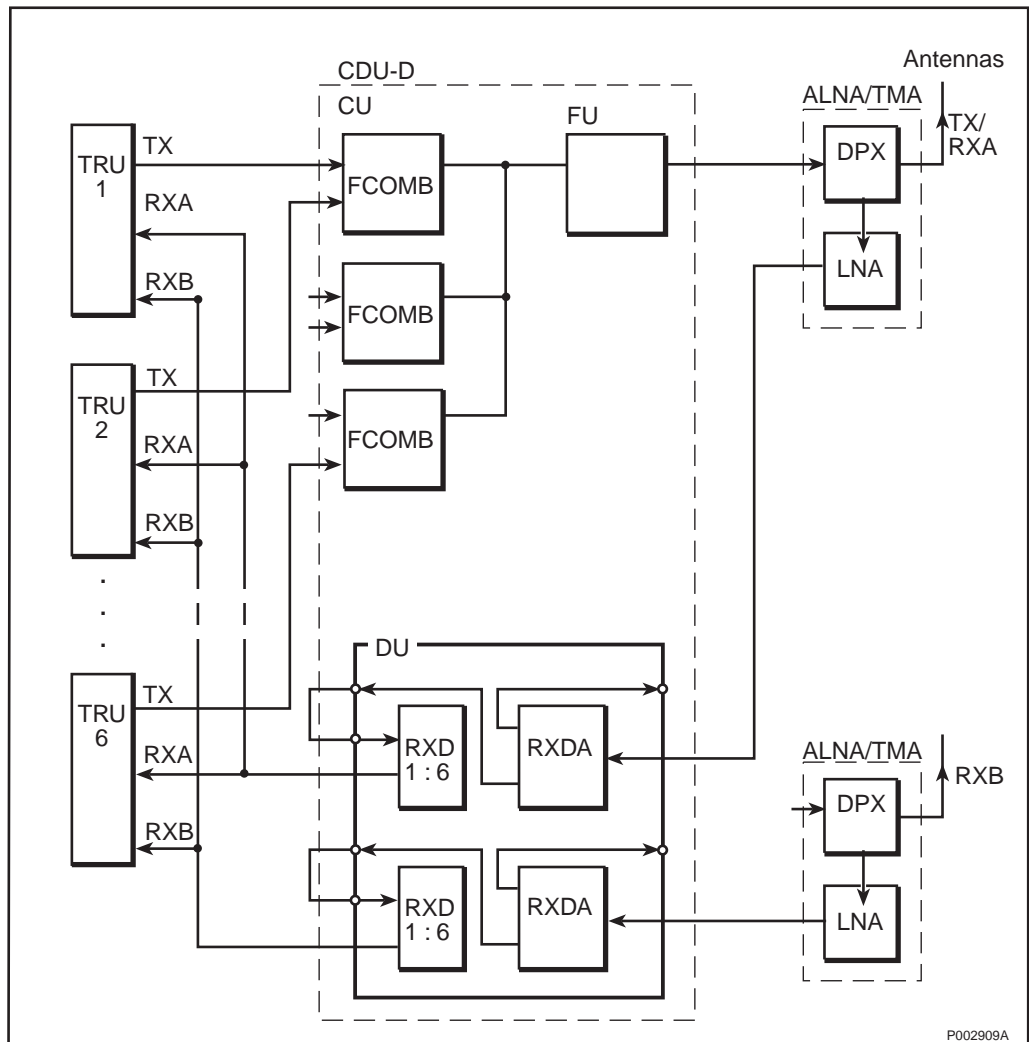 Antennas
CDU-D
ALNA/TMA
CU
FU
TX/
RXA
TRU
1
TX
FCOMB
DPX
RXA
LNA
RXB
FCOMB
TRU
2
TX
FCOMB
RXA
RXB
.
.
.
DU
TRU
6
TX
RXA
RXD
1 : 6
RXDA
ALNA/TMA
RXB
DPX
RXB
RXD
1 : 6
RXDA
LNA
P002909A